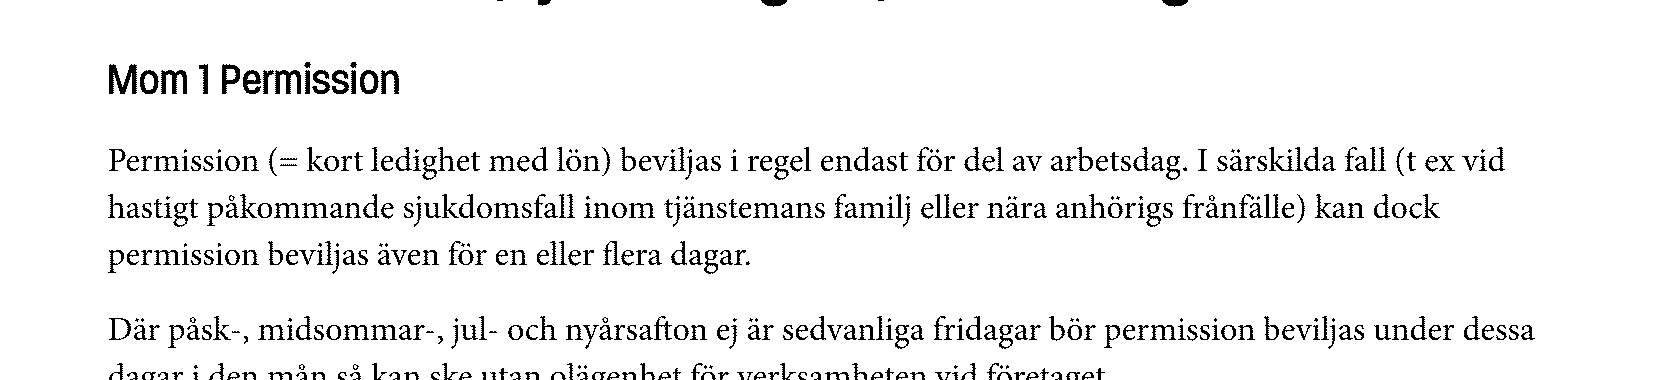 Mom 1 Permission
Permission (= kort ledighet med lön) beviljas i regel endast för del av arbetsdag. I särskilda fall (t ex vid
hastigt påkommande sjukdomsfall inom tjänstemans familj eller nära anhörigs frånfälle) kan dock
permission beviljas även för en eller flera dagar.
Där påsk-, midsommar-, jul- och nyårsafton ej är sedvanliga fridagar bör permission beviljas under dessa
dagar i den mån så kan ske utan olägenhet för verksamheten vid företaget.